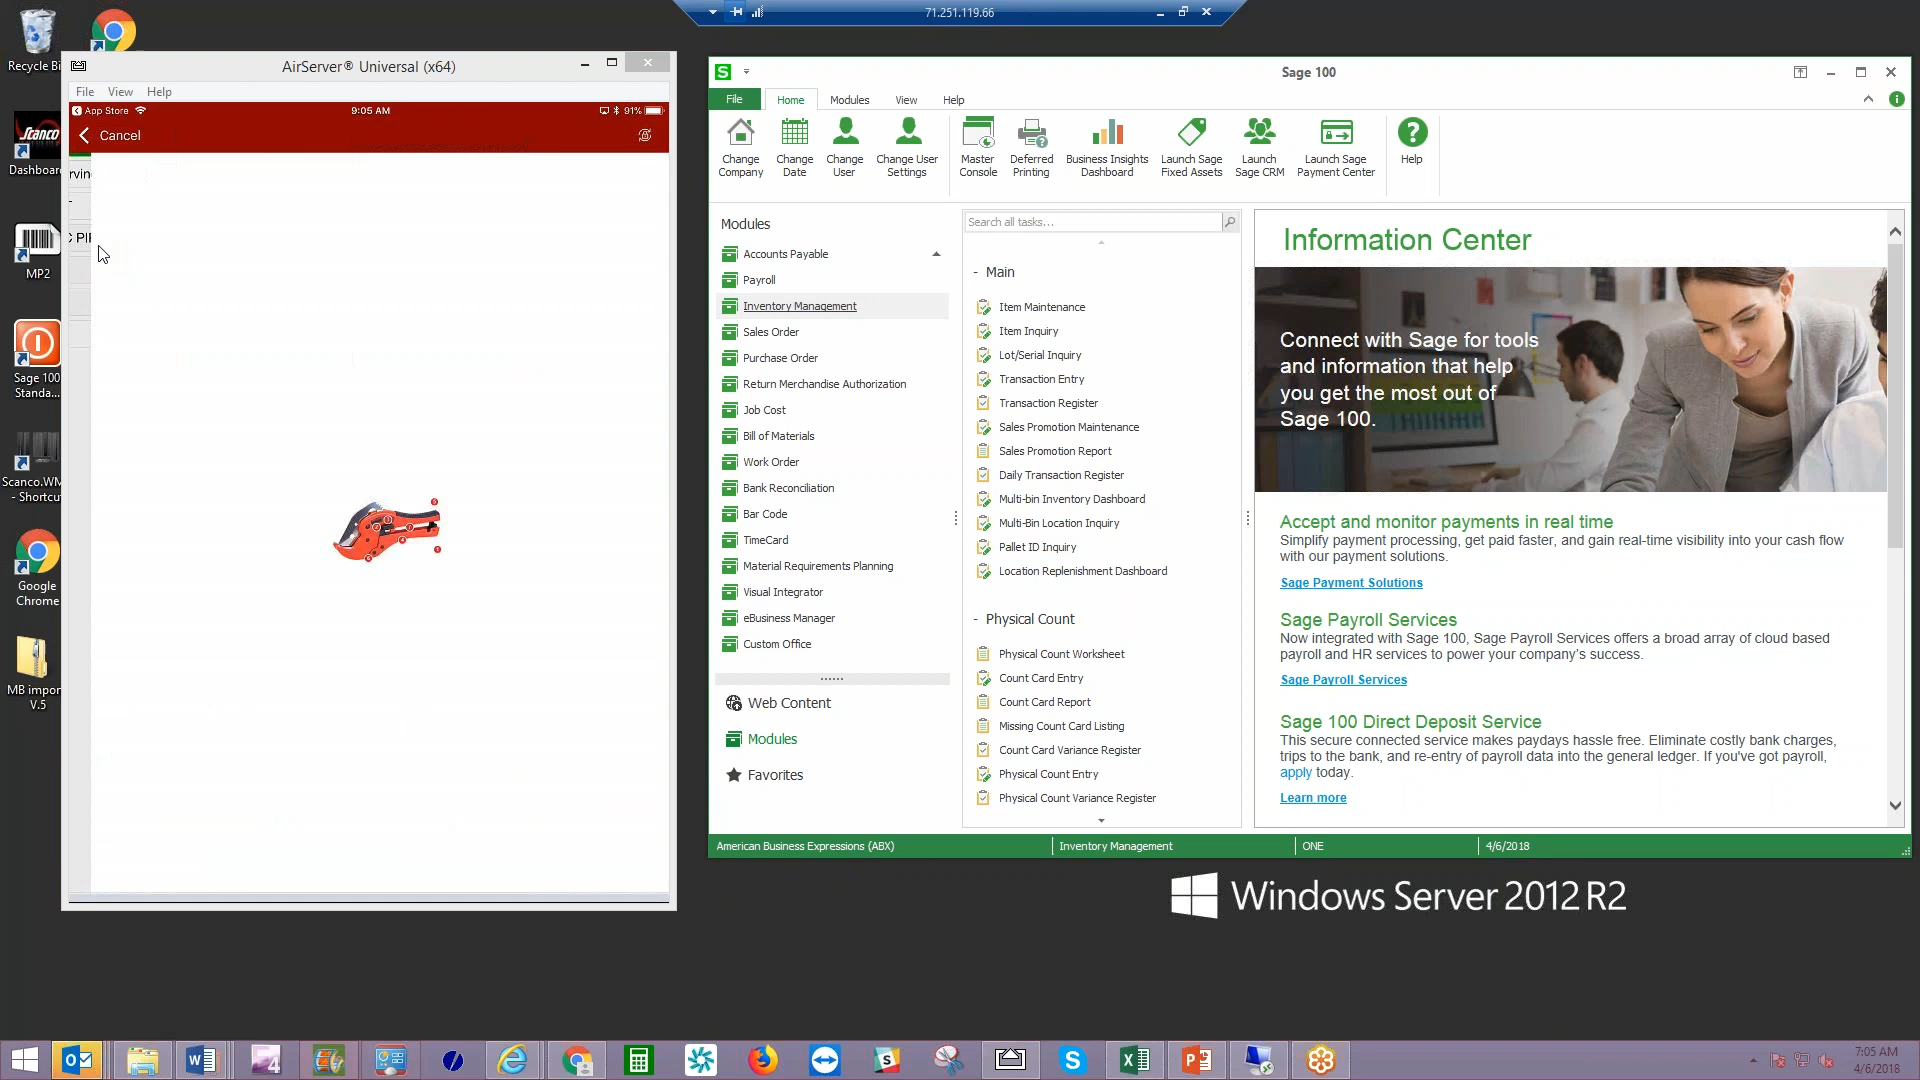 71.251.119.66
Recycle Bi
Dashboar
MP2
Sage 100
Standa...
Scanco.WM
- Shortcu
Google
Chrome
MB impor
V.5
AirServer® Universal (x64)
File View Help
App Store 9:05 AM 91%
Cancel
Sage 100
File Home Modules View Help
Change
Company
Change
Date
Change
User
Change User
Settings
Master
Console
Deferred
Printing
Business Insights
Dashboard
Launch Sage
Fixed Assets
Launch
Sage CRM
Launch Sage
Payment Center
Help
Modules
Accounts Payable
Payroll
Inventory Management
Sales Order
Purchase Order
Return Merchandise Authorization
Job Cost
Bill of Materials
Work Order
Bank Reconciliation
Bar Code
TimeCard
Material Requirements Planning
Visual Integrator
eBusiness Manager
Custom Office
Web Content
Modules
Favorites
Search all tasks...
- Main
Item Maintenance
Item Inquiry
Lot/Serial Inquiry
Transaction Entry
Transaction Register
Sales Promotion Maintenance
Sales Promotion Report
Daily Transaction Register
Multi-bin Inventory Dashboard
Multi-Bin Location Inquiry
Pallet ID Inquiry
Location Replenishment Dashboard
- Physical Count
Physical Count Worksheet
Count Card Entry
Count Card Report
Missing Count Card Listing
Count Card Variance Register
Physical Count Entry
Physical Count Variance Register
Information Center
Connect with Sage for tools
and information that help
you get the most out of
Sage 100.
Accept and monitor payments in real time
Simplify payment processing, get paid faster, and gain real-time visibility into your cash flow
with our payment solutions.
Sage Payment Solutions
Sage Payroll Services
Now integrated with Sage 100, Sage Payroll Services offers a broad array of cloud based
payroll and HR services to power your company's success.
Sage Payroll Services
Sage 100 Direct Deposit Service
This secure connected service makes paydays hassle free. Eliminate costly bank charges,
trips to the bank, and re-entry of payroll data into the general ledger. If you've got payroll,
apply today.
Learn more
American Business Expressions (ABX) Inventory Management ONE 4/6/2018
Windows Server 2012 R2
7:05 AM
4/6/2018